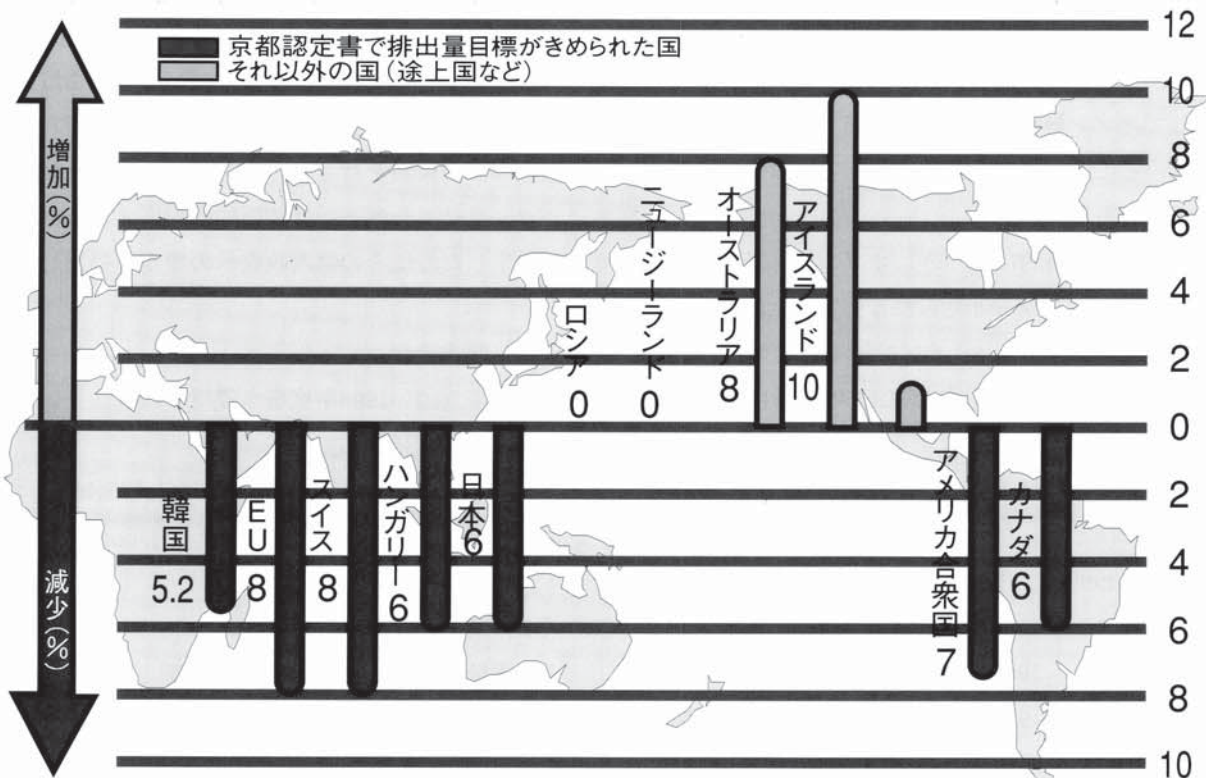 京都認定書で排出量目標がきめられた国
それ以外の国(途上国など)
増加(%)
減少(%)
12
10
8
6
4
2
0
2
4
6
8
10
韓国
5.2
EU
8
スイス
8
ハンガリー
6
日本6
ロシア
0
ニュージーランド
0
オーストラリア
8
アイスランド
10
アメリカ合衆国
7
カナダ
6